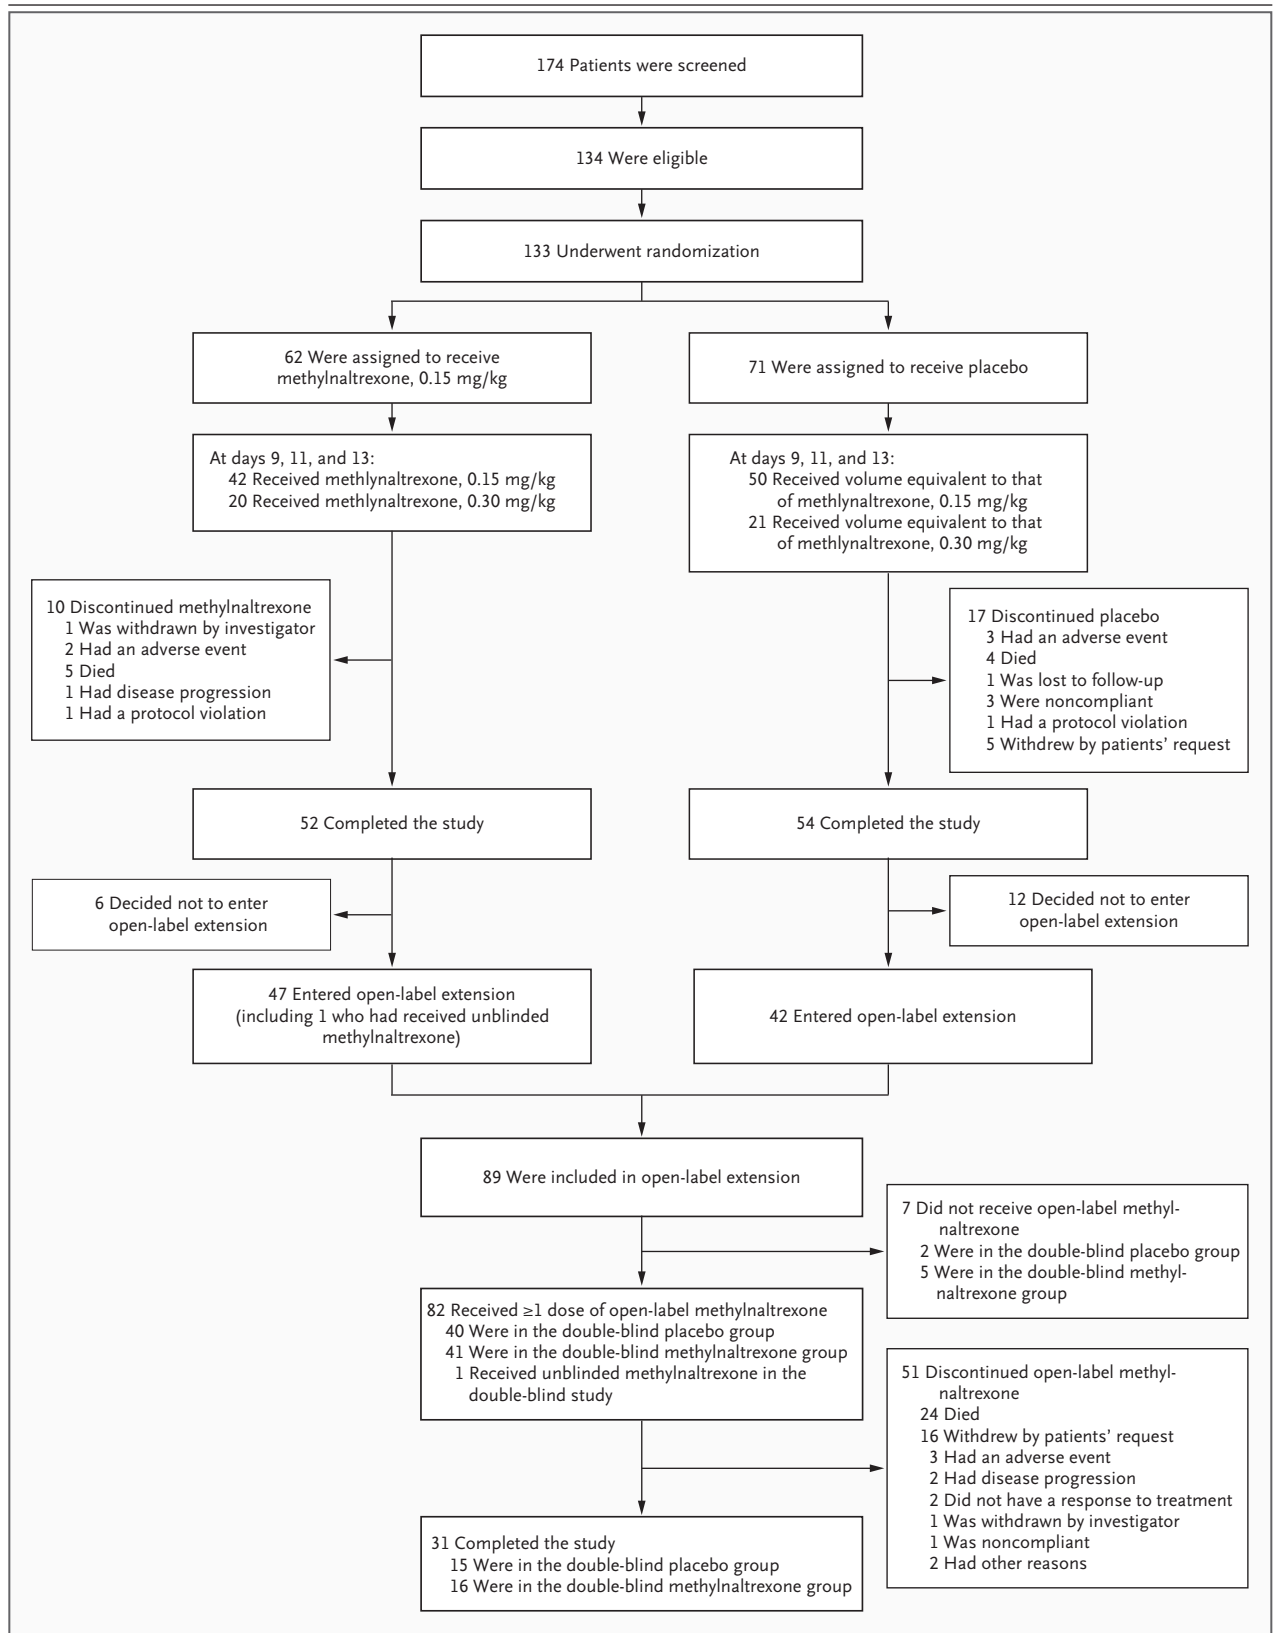 174 Patients were screened
134 Were eligible
133 Underwent randomization
62 Were assigned to receive
methylnaltrexone, 0.15 mg/kg
71 Were assigned to receive placebo
At days 9, 11, and 13:
42 Received methlynaltrexone, 0.15 mg/kg
20 Received methlynaltrexone, 0.30 mg/kg
At days 9, 11, and 13:
50 Received volume equivalent to that
of methlynaltrexone, 0.15 mg/kg
21 Received volume equivalent to that
of methlynaltrexone, 0.30 mg/kg
10 Discontinued methylnaltrexone
1 Was withdrawn by investigator
2 Had an adverse event
5 Died
1 Had disease progression
1 Had a protocol violation
17 Discontinued placebo
3 Had an adverse event
4 Died
1 Was lost to follow-up
3 Were noncompliant
1 Had a protocol violation
5 Withdrew by patients’ request
52 Completed the study
54 Completed the study
6 Decided not to enter
open-label extension
12 Decided not to enter
open-label extension
47 Entered open-label extension
(including 1 who had received unblinded
methylnaltrexone)
42 Entered open-label extension
89 Were included in open-label extension
7 Did not receive open-label methyl-
naltrexone
2 Were in the double-blind placebo group
5 Were in the double-blind methyl-
naltrexone group
82 Received ≥1 dose of open-label methylnaltrexone
40 Were in the double-blind placebo group
41 Were in the double-blind methylnaltrexone group
1 Received unblinded methylnaltrexone in the
double-blind study
51 Discontinued open-label methyl-
naltrexone
24 Died
16 Withdrew by patients’ request
3 Had an adverse event
2 Had disease progression
2 Did not have a response to treatment
1 Was withdrawn by investigator
1 Was noncompliant
2 Had other reasons
31 Completed the study
15 Were in the double-blind placebo group
16 Were in the double-blind methylnaltrexone group